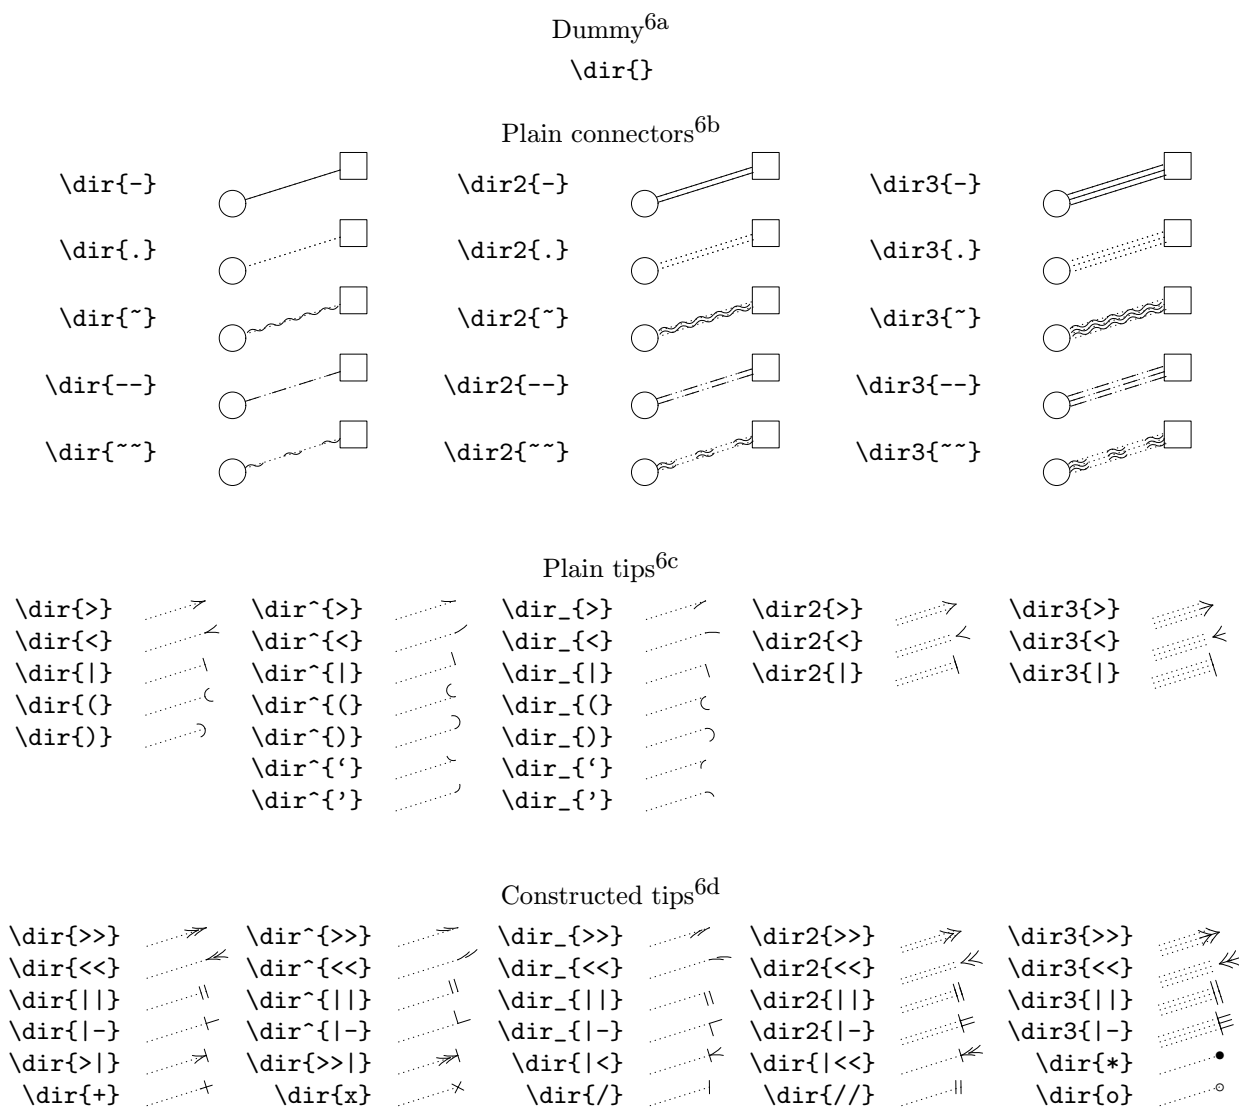 Dummy6a
\dir{}
Plain connectors6b
\dir{-} \dir2{-} \dir3{-}
\dir{.} \dir2{.} \dir3{.}
\dir{~} \dir2{~} \dir3{~}
\dir{--} \dir2{--} \dir3{--}
\dir{~~} \dir2{~~} \dir3{~~}
Plain tips6c
\dir{>} \dir^{>} \dir_{>} \dir2{>} \dir3{>}
\dir{<} \dir^{<} \dir_{<} \dir2{<} \dir3{<}
\dir{|} \dir^{|} \dir_{|} \dir2{|} \dir3{|}
\dir{(} \dir^{(} \dir_{(}
\dir{)} \dir^{)} \dir_{)}
\dir^{‘} \dir_{‘}
\dir^{’} \dir_{’}
Constructed tips6d
\dir{>>} \dir^{>>} \dir_{>>} \dir2{>>} \dir3{>>}
\dir{<<} \dir^{<<} \dir_{<<} \dir2{<<} \dir3{<<}
\dir{||} \dir^{||} \dir_{||} \dir2{||} \dir3{||}
\dir{|-} \dir^{|-} \dir_{|-} \dir2{|-} \dir3{|-}
\dir{>|} \dir{>>|} \dir{|<} \dir{|<<} \dir{*}
\dir{+} \dir{x} \dir{/} \dir{//} \dir{o}